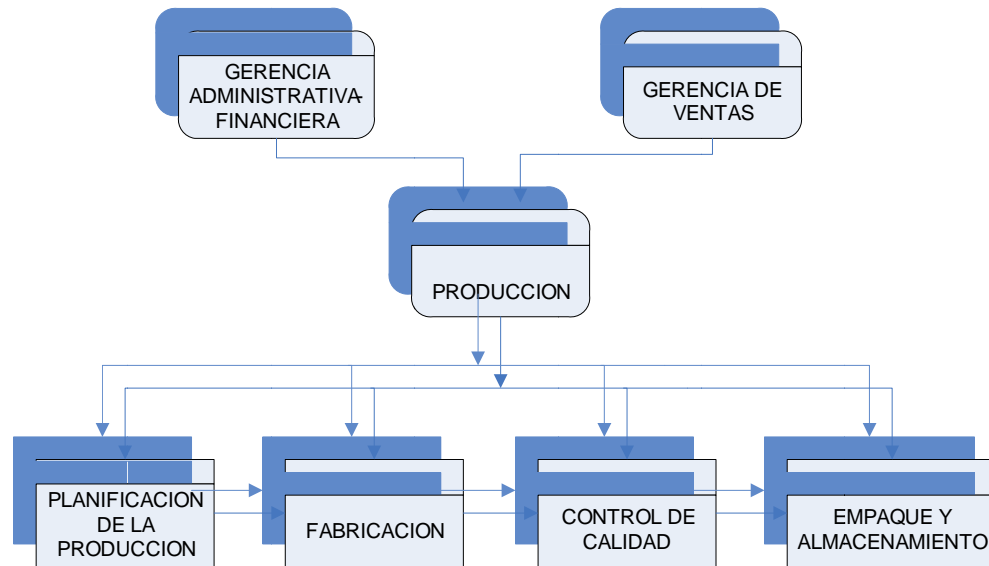 GERENCIA
ADMINISTRATIVA-
FINANCIERA
GERENCIA DE
VENTAS
PRODUCCION
PLANIFICACION
DE LA
PRODUCCION
FABRICACION
CONTROL DE
CALIDAD
EMPAQUE Y
ALMACENAMIENTO